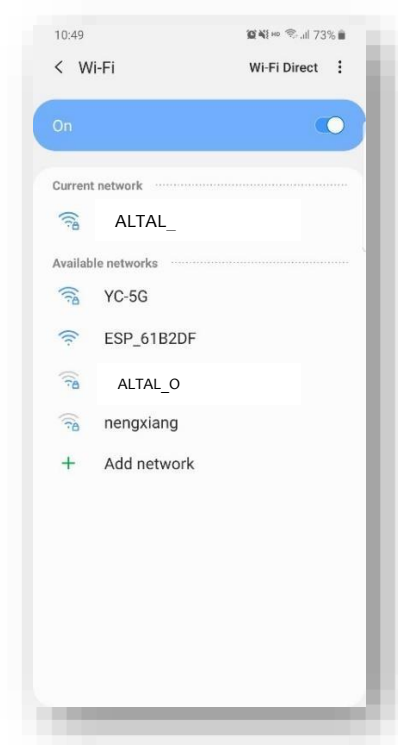 10:49 HD 73%
Wi-Fi Wi-Fi Direct
On
Current network
ALTAL_
Available networks
YC-5G
ESP_61B2DF
ALTAL_O
nengxiang
Add network